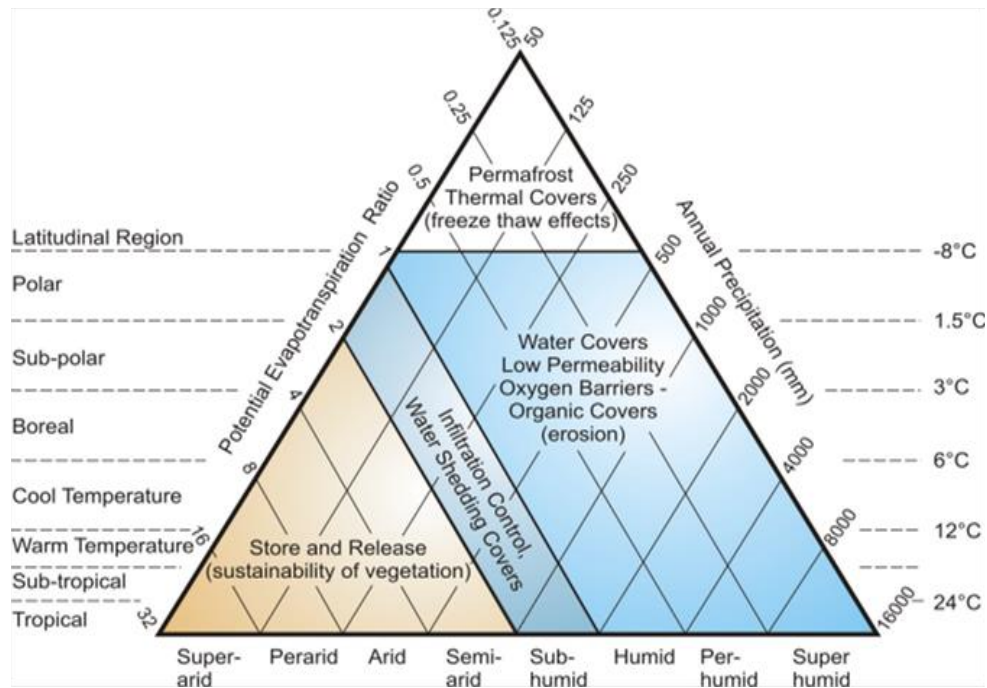 0.125
50
0.25
125
0.5
250
Permafrost
Thermal Covers
(freeze thaw effects)
Potential Evapotranspiration Ratio
Annual Precipitation (mm)
Latitudinal Region
1
500
-8°C
Polar
2
1000
1.5°C
Sub-polar
Water Covers
Low Permeability
Oxygen Barriers -
Organic Covers
(erosion)
4
2000
3°C
Boreal
Infiltration Control,
Water Shedding Covers
8
4000
6°C
Cool Temperature
16
8000
12°C
Warm Temperature
Store and Release
(sustainability of vegetation)
Sub-tropical
32
16000
24°C
Tropical
Super-
arid
Perarid
Arid
Semi-
arid
Sub-
humid
Humid
Per-
humid
Super
humid